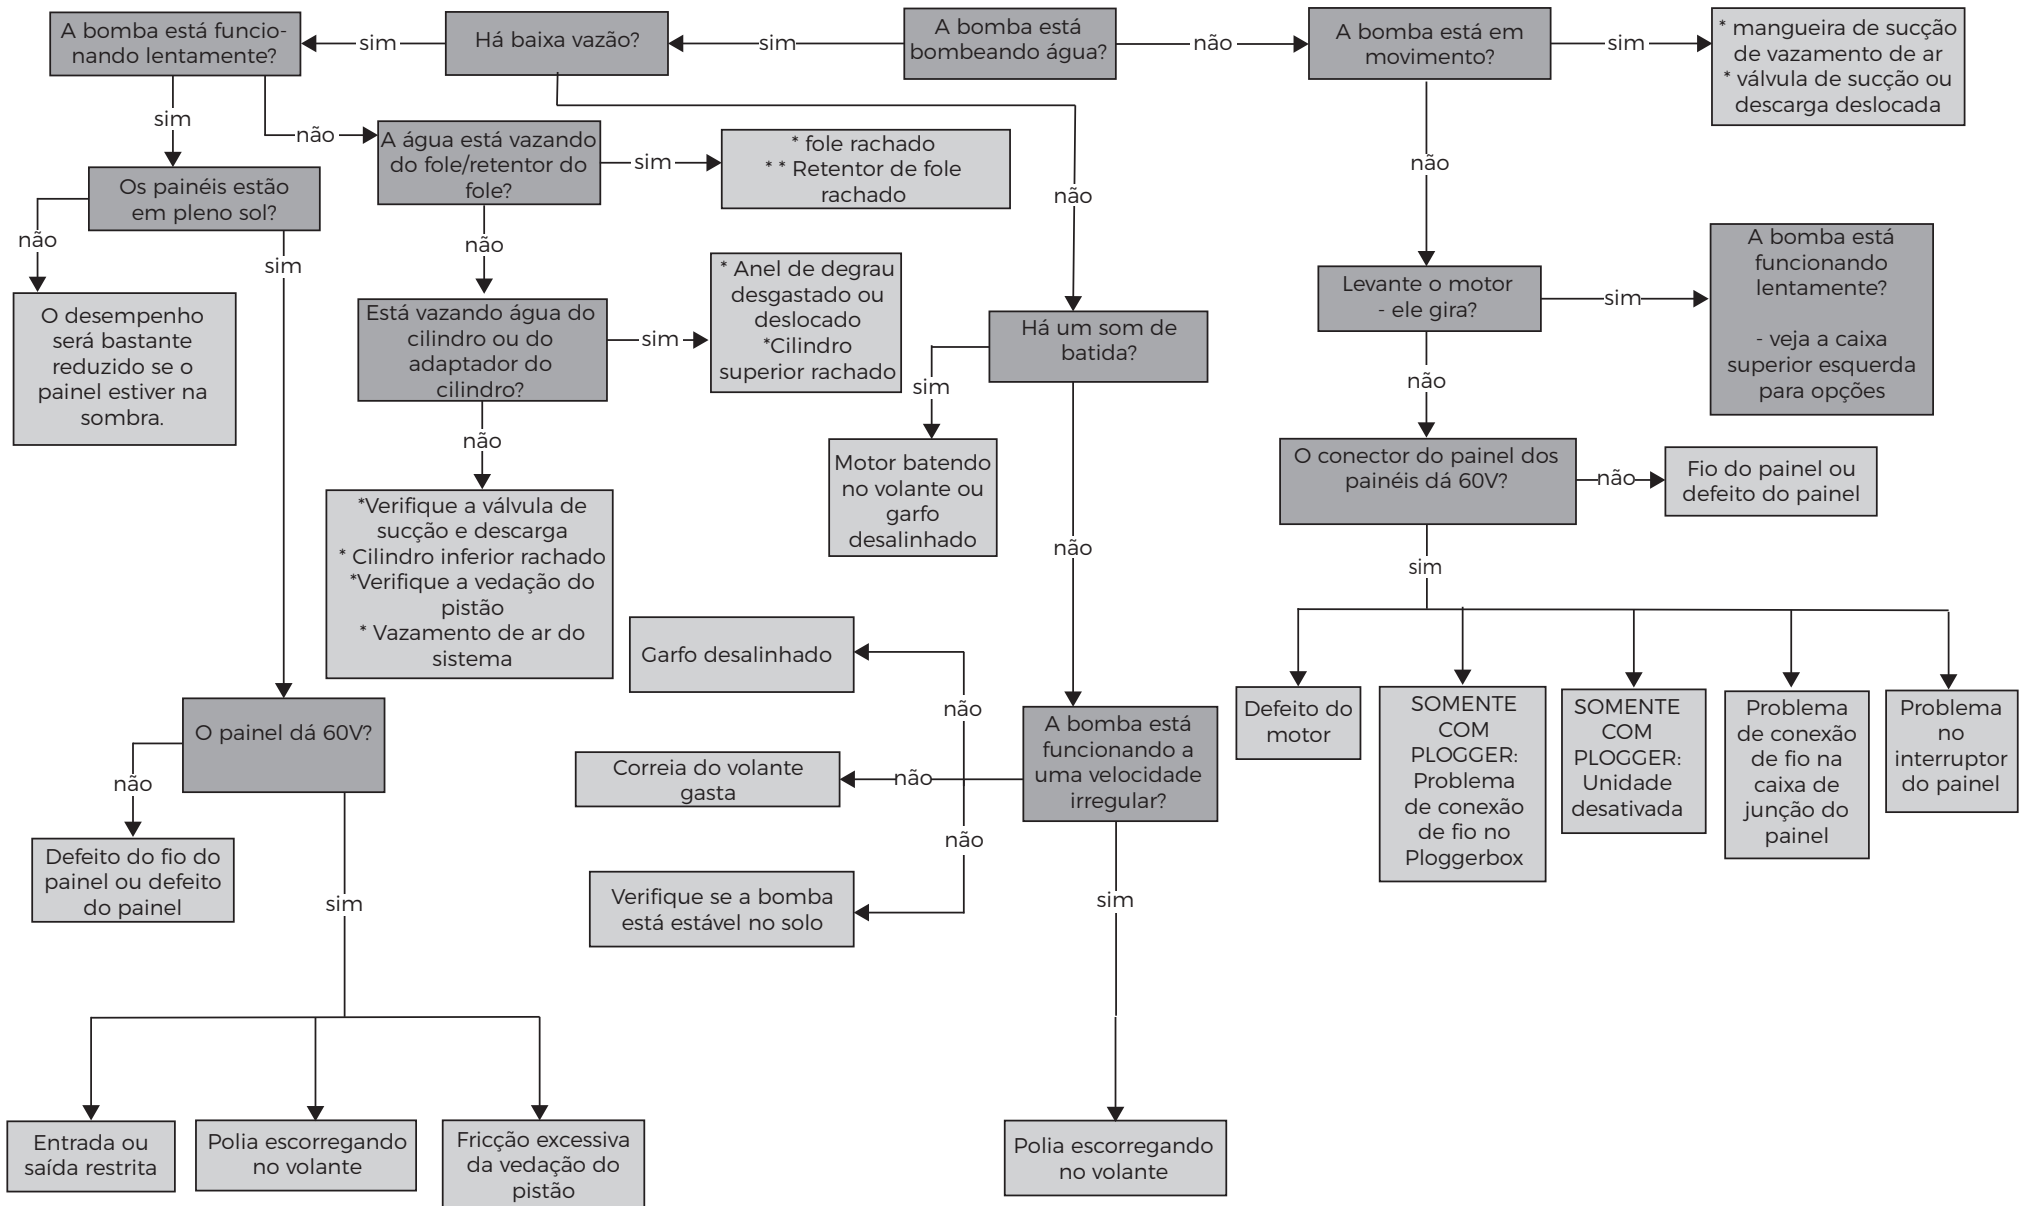 A bomba está funcio-
nando lentamente?
sim
Há baixa vazão?
sim
A bomba está
bombeando água?
não
A bomba está em
movimento?
sim
* mangueira de sucção
de vazamento de ar
* válvula de sucção ou
descarga deslocada
sim
não
A água está vazando
do fole/retentor do
fole?
sim
* fole rachado
* * Retentor de fole
rachado
não
não
Os painéis estão
em pleno sol?
não
sim
não
O desempenho
será bastante
reduzido se o
painel estiver na
sombra.
Está vazando água do
cilindro ou do
adaptador do
cilindro?
sim
* Anel de degrau
desgastado ou
deslocado
*Cilindro
superior rachado
Há um som de
batida?
sim
Levante o motor
- ele gira?
sim
A bomba está
funcionando
lentamente?
- veja a caixa
superior esquerda
para opções
não
não
Motor batendo
no volante ou
garfo
desalinhado
O conector do painel dos
painéis dá 60V?
não
Fio do painel ou
defeito do painel
*Verifique a válvula de
sucção e descarga
* Cilindro inferior rachado
*Verifique a vedação do
pistão
* Vazamento de ar do
sistema
não
sim
Garfo desalinhado
não
O painel dá 60V?
não
A bomba está
funcionando a
uma velocidade
irregular?
Correia do volante
gasta
não
não
Verifique se a bomba
está estável no solo
Defeito do
motor
SOMENTE
COM
PLOGGER:
Problema
de conexão
de fio no
Ploggerbox
SOMENTE
COM
PLOGGER:
Unidade
desativada
Problema
de conexão
de fio na
caixa de
junção do
painel
Problema
no
interruptor
do painel
Defeito do fio do
painel ou defeito
do painel
sim
sim
Entrada ou
saída restrita
Polia escorregando
no volante
Fricção excessiva
da vedação do
pistão
Polia escorregando
no volante